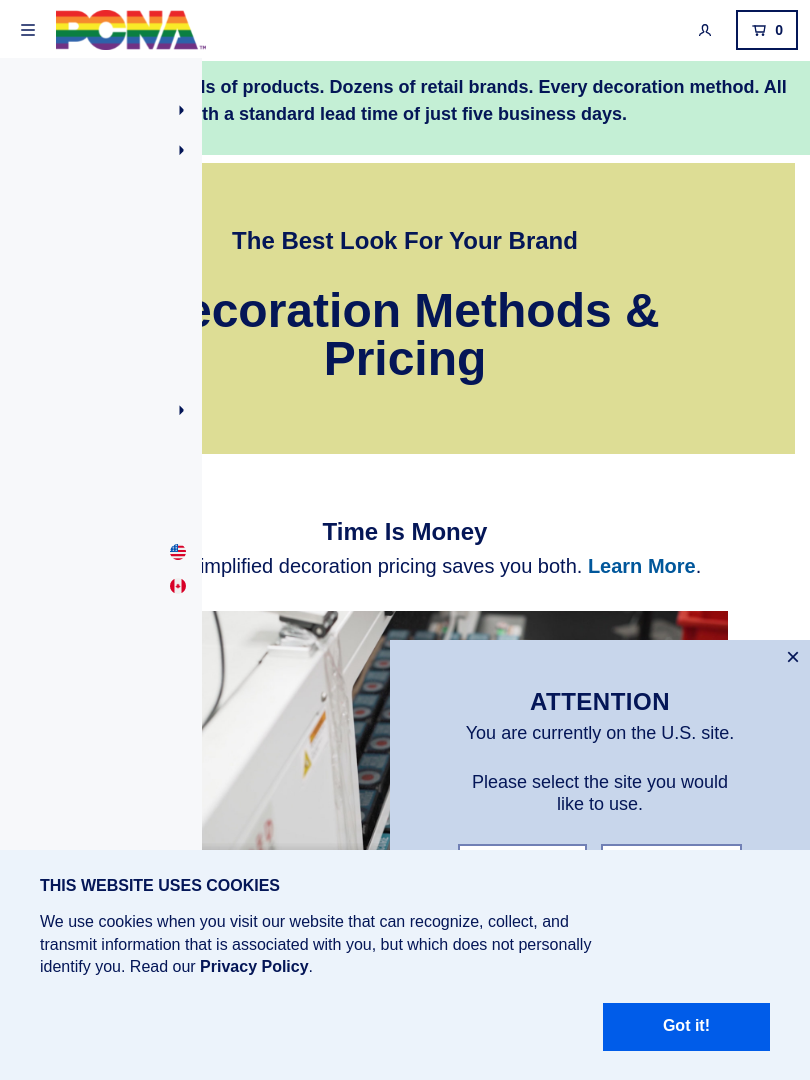 PCNA™
0
of products. Dozens of retail brands. Every decoration method. All
a standard lead time of just five business days.
The Best Look For Your Brand
Methods &
Pricing
Time Is Money
decoration pricing saves you both. Learn More.
ATTENTION
You are currently on the U.S. site.
Please select the site you would
like to use.
THIS WEBSITE USES COOKIES
We use cookies when you visit our website that can recognize, collect, and
transmit information that is associated with you, but which does not personally
identify you. Read our Privacy Policy.
Got it!